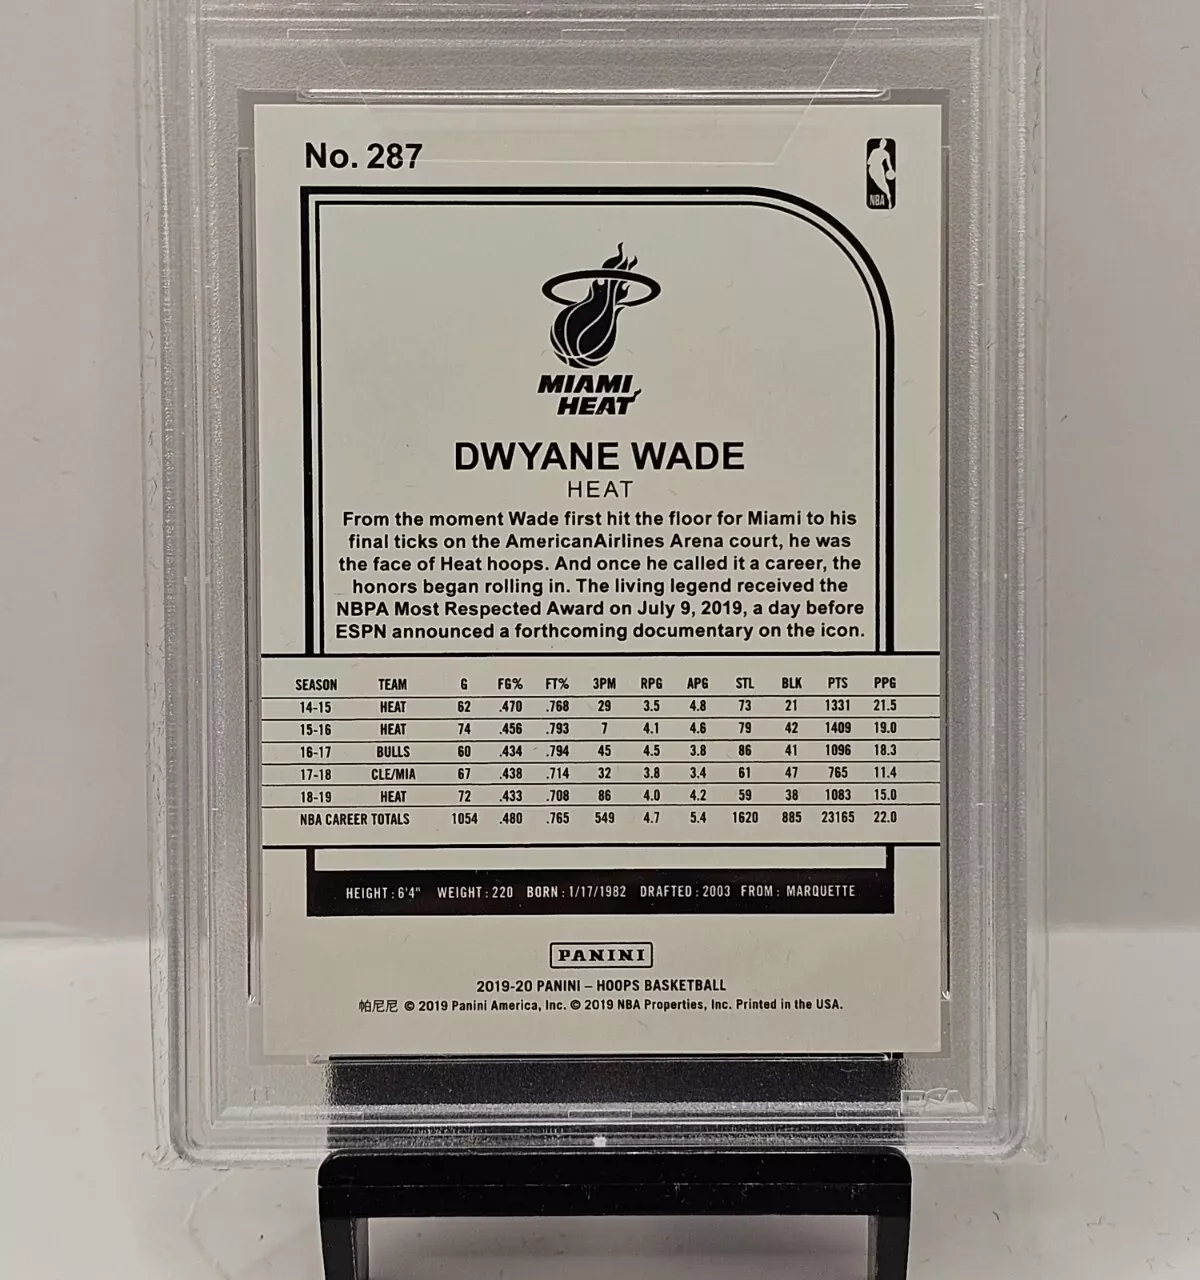 No. 287
NBA
MIAMI
HEAT
DWYANE WADE
HEAT
From the moment Wade first hit the floor for Miami to his
final ticks on the AmericanAirlines Arena court, he was
the face of Heat hoops. And once he called it a career, the
honors began rolling in. The living legend received the
NBPA Most Respected Award on July 9, 2019, a day before
ESPN announced a forthcoming documentary on the icon.
SEASON TEAM G FG% FT% 3PM RPG APG STL BLK PTS PPG
14-15 HEAT 62 .470 .768 29 3.5 4.8 73 21 1331 21.5
15-16 HEAT 74 .456 .793 7 4.1 4.6 79 42 1409 19.0
16-17 BULLS 60 .434 .794 45 4.5 3.8 86 41 1096 18.3
17-18 CLE/MIA 67 .438 .714 32 3.8 3.4 61 47 765 11.4
18-19 HEAT 72 .433 .708 86 4.0 4.2 59 38 1083 15.0
NBA CAREER TOTALS 1054 .480 .765 549 4.7 5.4 1620 885 23165 22.0
HEIGHT: 6'4" WEIGHT: 220 BORN: 1/17/1982 DRAFTED: 2003 FROM: MARQUETTE
PANINI
2019-20 PANINI – HOOPS BASKETBALL
帕尼尼 © 2019 Panini America, Inc. © 2019 NBA Properties, Inc. Printed in the USA.
PSA